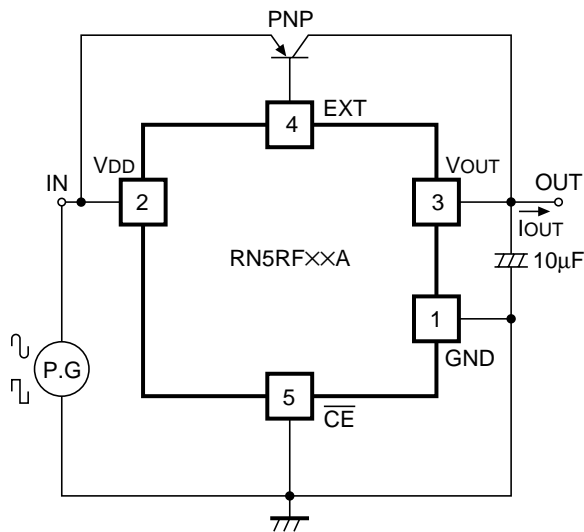 PNP
4
EXT
VDD
VOUT
IN
OUT
2
3
IOUT
RN5RF××A
10μF
1
GND
P.G
5
CE